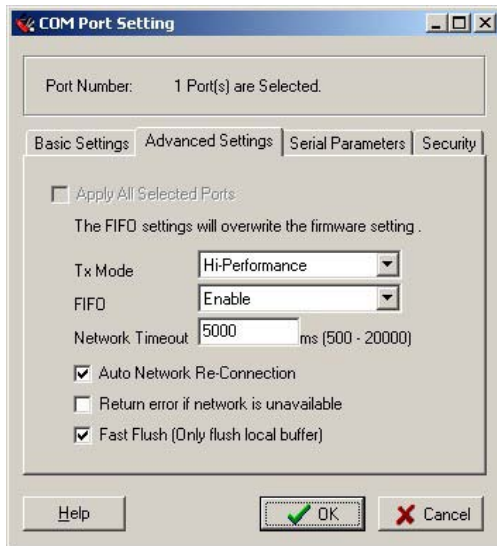 COM Port Setting
Port Number: 1 Port(s) are Selected.
Basic Settings Advanced Settings Serial Parameters Security
Apply All Selected Ports
The FIFO settings will overwrite the firmware setting .
Tx Mode Hi-Performance
FIFO Enable
Network Timeout 5000 ms (500 - 20000)
Auto Network Re-Connection
Return error if network is unavailable
Fast Flush (Only flush local buffer)
Help OK Cancel